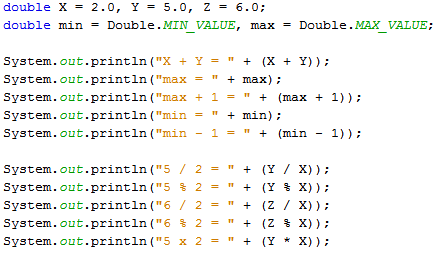 double X = 2.0, Y = 5.0, Z = 6.0;
double min = Double.MIN_VALUE, max = Double.MAX_VALUE;
System.out.println("X + Y = " + (X + Y));
System.out.println("max = " + max);
System.out.println("max + 1 = " + (max + 1));
System.out.println("min = " + min);
System.out.println("min - 1 = " + (min - 1));
System.out.println("5 / 2 = " + (Y / X));
System.out.println("5 % 2 = " + (Y % X));
System.out.println("6 / 2 = " + (Z / X));
System.out.println("6 % 2 = " + (Z % X));
System.out.println("5 x 2 = " + (Y * X));